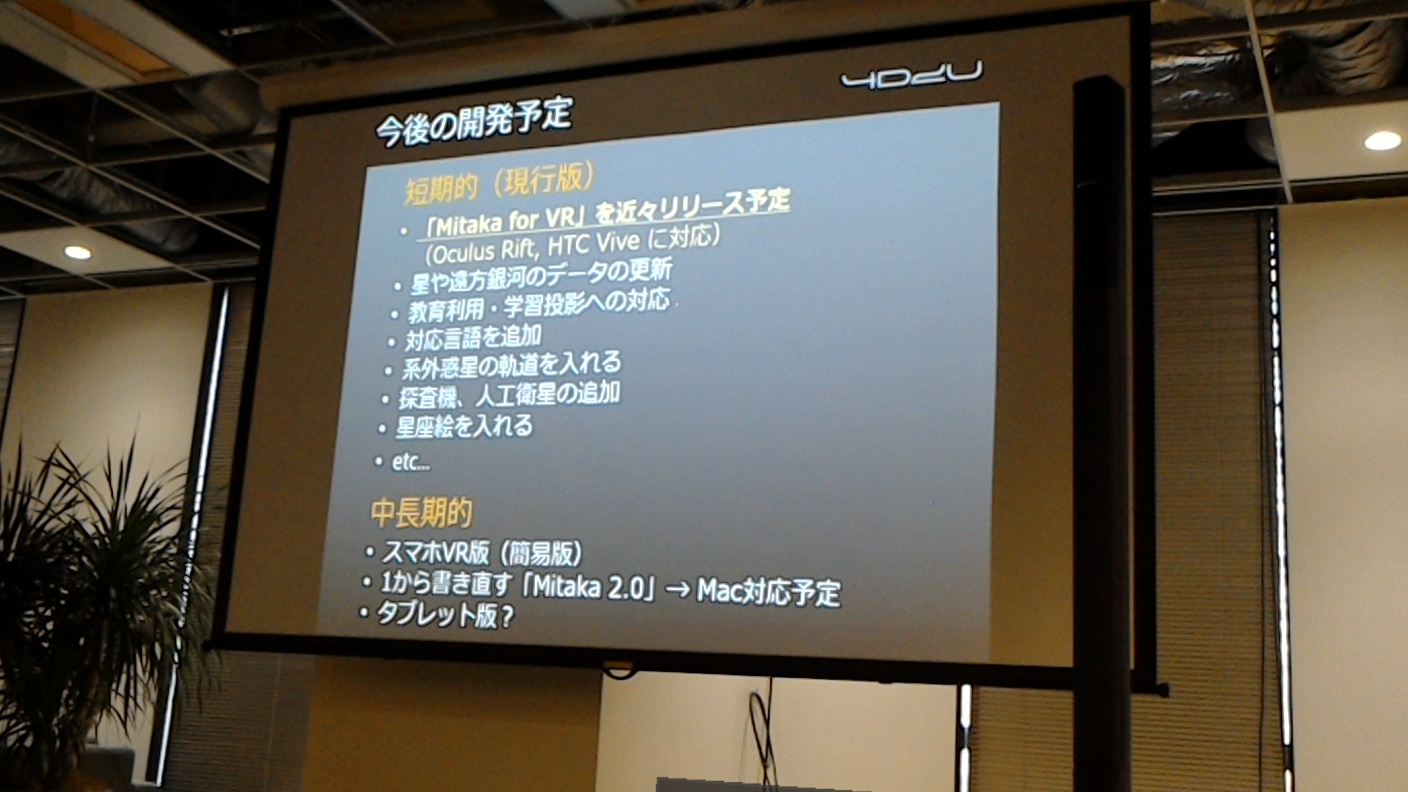 4D2U
今後の開発予定
短期的（現行版）
・「Mitaka for VR」を近々リリース予定
（Oculus Rift, HTC Vive に対応）
・星や遠方銀河のデータの更新
・教育利用・学習投影への対応
・対応言語を追加
・系外惑星の軌道を入れる
・探査機、人工衛星の追加
・星座絵を入れる
・etc...
中長期的
・スマホVR版（簡易版）
・1から書き直す「Mitaka 2.0」→ Mac対応予定
・タブレット版？